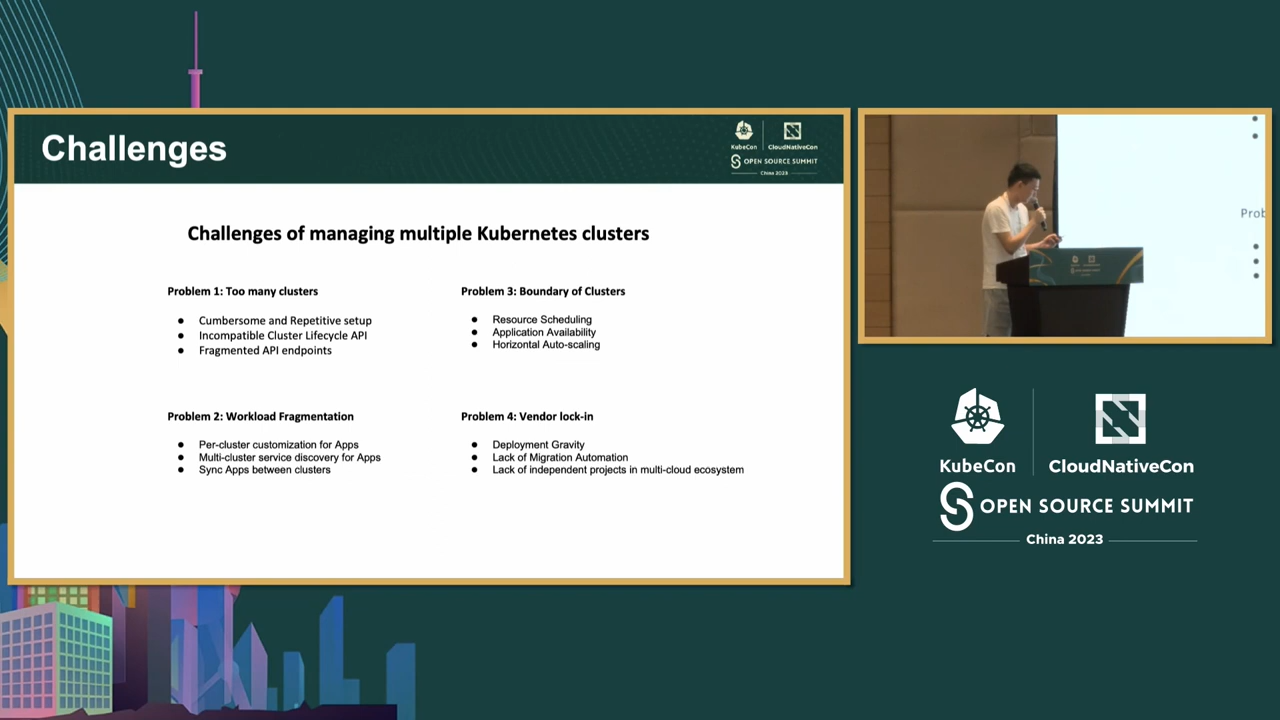 Challenges
KubeCon
CloudNativeCon
OPEN SOURCE SUMMIT
China 2023
Challenges of managing multiple Kubernetes clusters
Problem 1: Too many clusters
● Cumbersome and Repetitive setup
● Incompatible Cluster Lifecycle API
● Fragmented API endpoints
Problem 2: Workload Fragmentation
● Per-cluster customization for Apps
● Multi-cluster service discovery for Apps
● Sync Apps between clusters
Problem 3: Boundary of Clusters
● Resource Scheduling
● Application Availability
● Horizontal Auto-scaling
Problem 4: Vendor lock-in
● Deployment Gravity
● Lack of Migration Automation
● Lack of independent projects in multi-cloud ecosystem
Prob
KubeCon
CloudNativeCon
OPEN SOURCE SUMMIT
China 2023